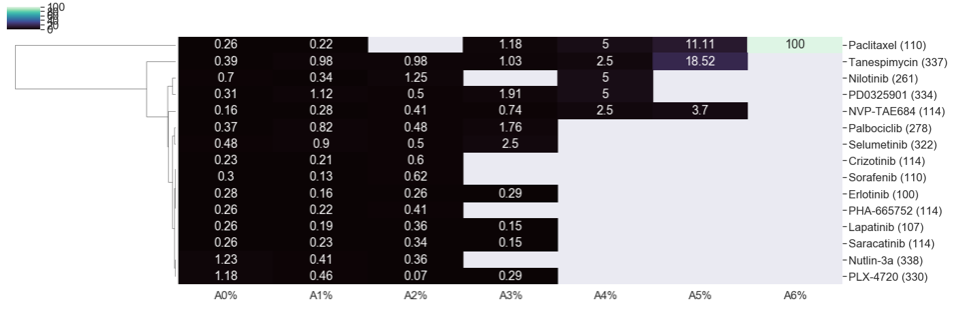 100
0
0.26 0.22 1.18 5 11.11 100 Paclitaxel (110)
0.39 0.98 0.98 1.03 2.5 18.52 Tanespimycin (337)
0.7 0.34 1.25 5 Nilotinib (261)
0.31 1.12 0.5 1.91 5 PD0325901 (334)
0.16 0.28 0.41 0.74 2.5 3.7 NVP-TAE684 (114)
0.37 0.82 0.48 1.76 Palbociclib (278)
0.48 0.9 0.5 2.5 Selumetinib (322)
0.23 0.21 0.6 Crizotinib (114)
0.3 0.13 0.62 Sorafenib (110)
0.28 0.16 0.26 0.29 Erlotinib (100)
0.26 0.22 0.41 PHA-665752 (114)
0.26 0.19 0.36 0.15 Lapatinib (107)
0.26 0.23 0.34 0.15 Saracatinib (114)
1.23 0.41 0.36 Nutlin-3a (338)
1.18 0.46 0.07 0.29 PLX-4720 (330)
A0% A1% A2% A3% A4% A5% A6%